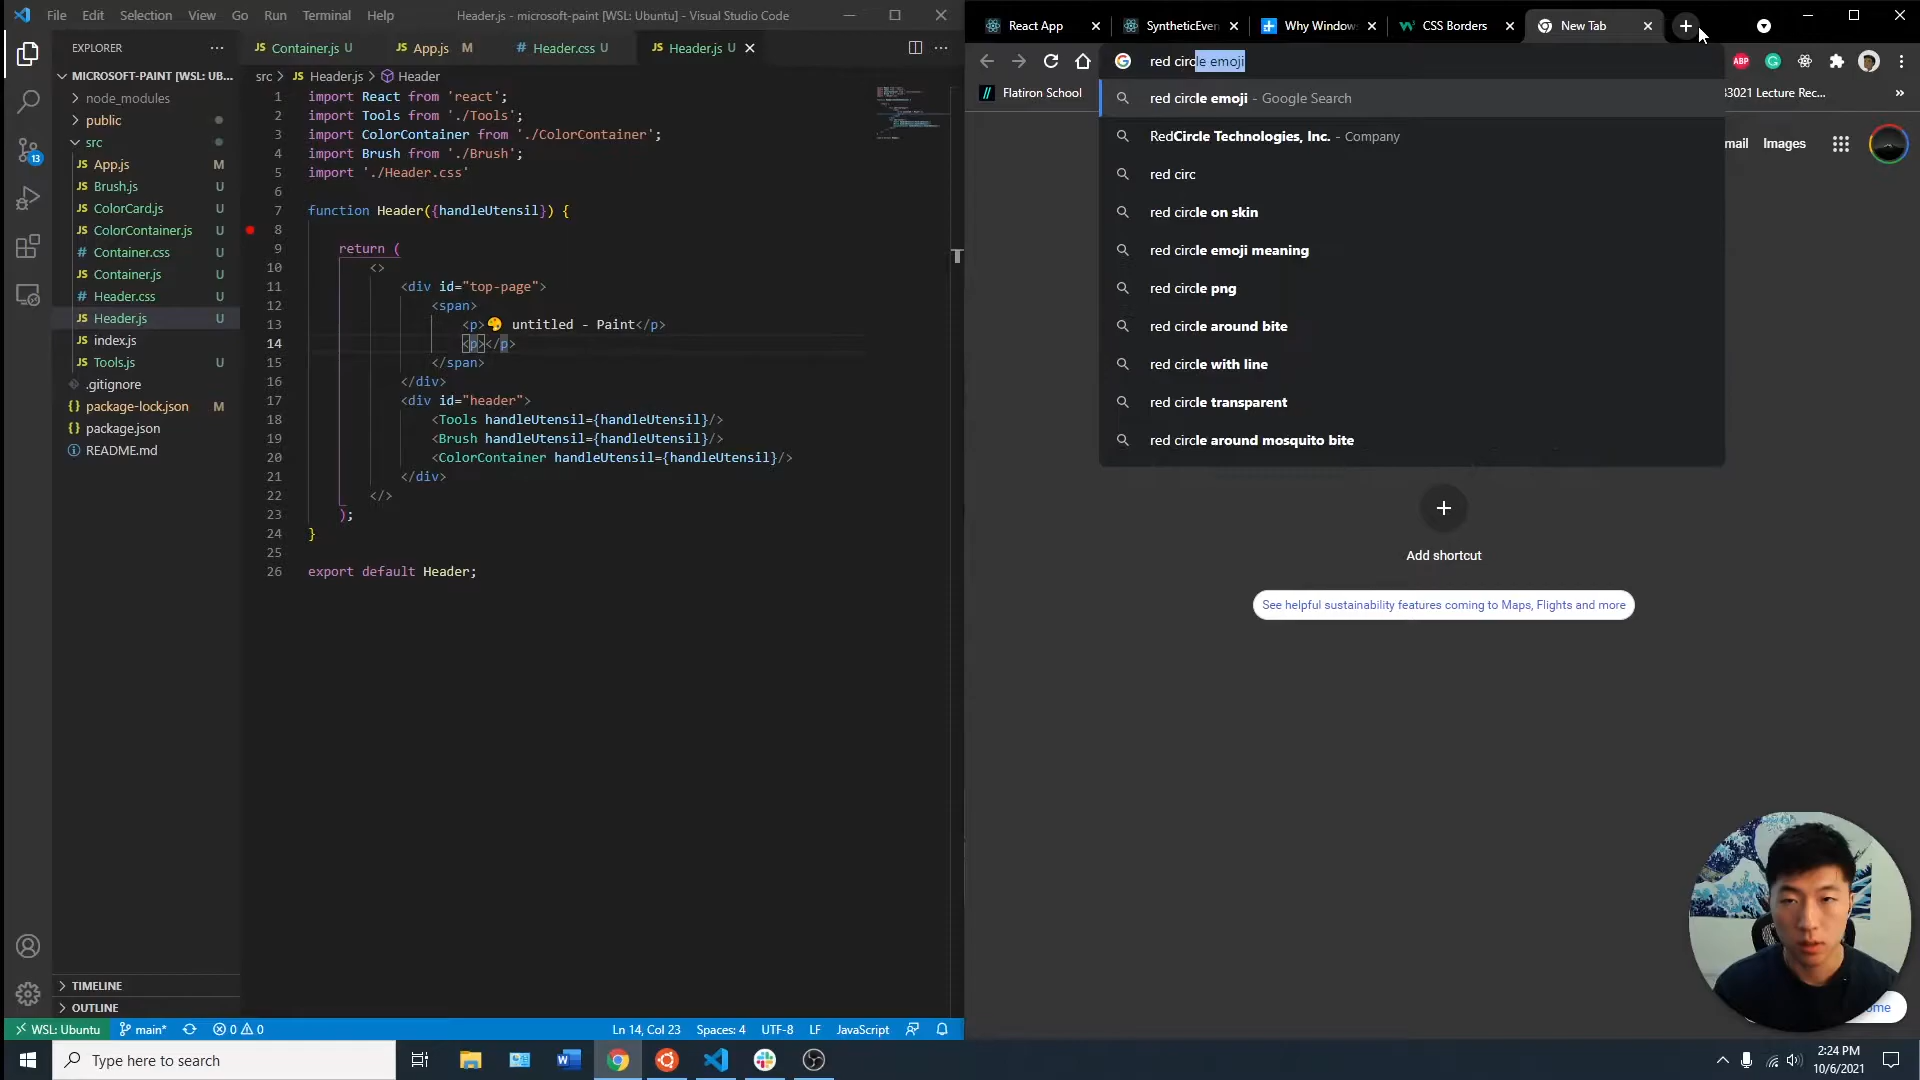 File Edit Selection View Go Run Terminal Help
Header.js - microsoft-paint [WSL: Ubuntu] - Visual Studio Code
EXPLORER
MICROSOFT-PAINT [WSL: UB...
node_modules
public
src
App.js M
Brush.js U
ColorCard.js U
ColorContainer.js U
Container.css U
Container.js U
Header.css U
Header.js U
index.js
Tools.js U
.gitignore
package-lock.json M
package.json
README.md
TIMELINE
OUTLINE
13
Container.js U App.js M Header.css U Header.js U
src > Header.js > Header
1 import React from 'react';
2 import Tools from './Tools';
3 import ColorContainer from './ColorContainer';
4 import Brush from './Brush';
5 import './Header.css'
6
7 function Header({handleUtensil}) {
8
9 return (
10 <>
11 <div id="top-page">
12 <span>
13 <p>🎨 untitled - Paint</p>
14 <p></p>
15 </span>
16 </div>
17 <div id="header">
18 <Tools handleUtensil={handleUtensil}/>
19 <Brush handleUtensil={handleUtensil}/>
20 <ColorContainer handleUtensil={handleUtensil}/>
21 </div>
22 </>
23 );
24 }
25
26 export default Header;
WSL: Ubuntu main* 0 0
Ln 14, Col 23 Spaces: 4 UTF-8 LF JavaScript
React App SyntheticEven Why Window CSS Borders New Tab
red circle emoji
ABP
Flatiron School
83021 Lecture Rec...
red circle emoji - Google Search
RedCircle Technologies, Inc. - Company
red circ
red circle on skin
red circle emoji meaning
red circle png
red circle around bite
red circle with line
red circle transparent
red circle around mosquito bite
mail Images
Add shortcut
See helpful sustainability features coming to Maps, Flights and more
Type here to search
2:24 PM
10/6/2021